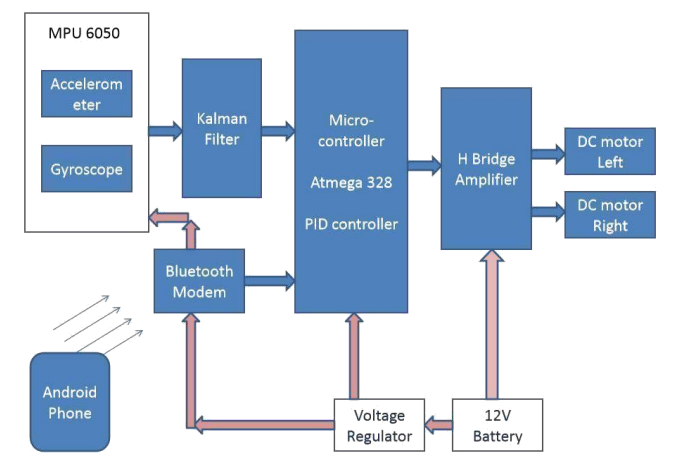 MPU 6050
Accelerom
eter
Gyroscope
Kalman
Filter
Micro-
controller
Atmega 328
PID controller
H Bridge
Amplifier
DC motor
Left
DC motor
Right
Bluetooth
Modem
Android
Phone
Voltage
Regulator
12V
Battery